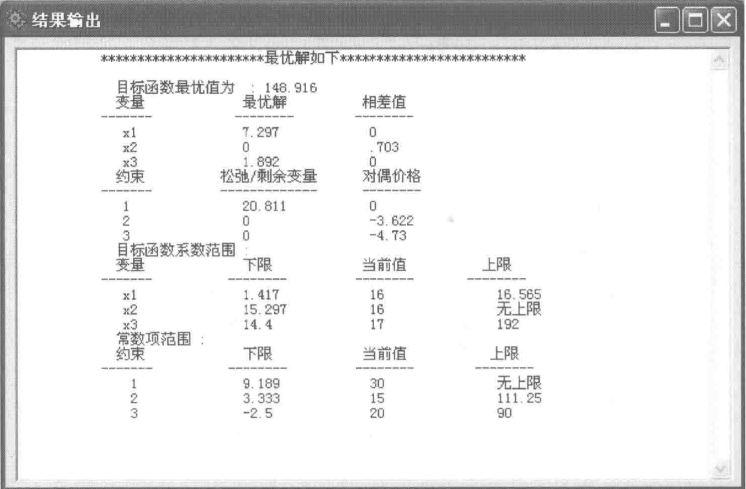 结果输出
**********************最优解如下*************************
目标函数最优值为 : 148.916
变量 最优解 相差值
------- -------- --------
x1 7.297 0
x2 0 .703
x3 1.892 0
约束 松弛/剩余变量 对偶价格
------- ------------- --------
1 20.811 0
2 0 -3.622
3 0 -4.73
目标函数系数范围 :
变量 下限 当前值 上限
------- -------- -------- --------
x1 1.417 16 16.565
x2 15.297 16 无上限
x3 14.4 17 192
常数项范围 :
约束 下限 当前值 上限
------- -------- -------- --------
1 9.189 30 无上限
2 3.333 15 111.25
3 -2.5 20 90